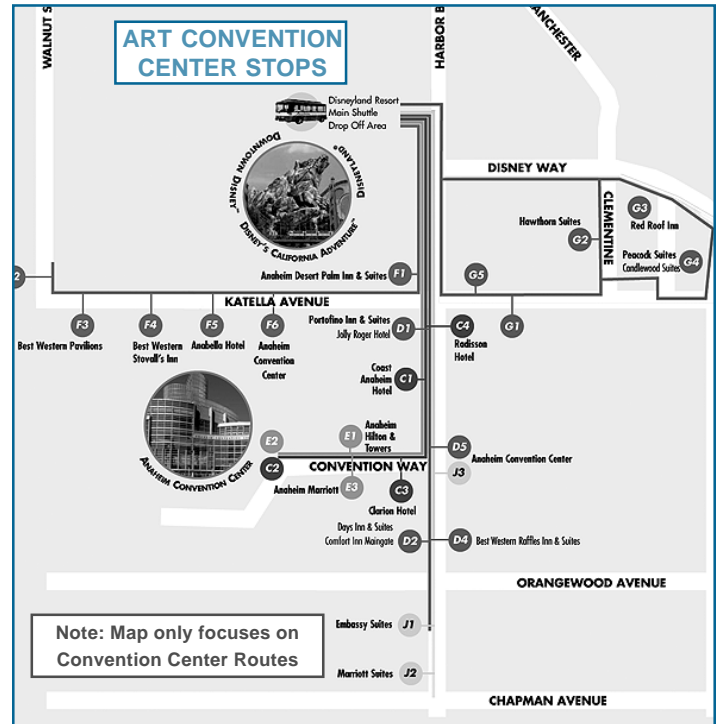 WALNUT S
ART CONVENTION
CENTER STOPS
HARBOR B
ANCHESTER
Disneyland Resort
Main Shuttle
Drop Off Area
DOWNTOWN DISNEY™
DISNEYLAND®
DISNEY'S CALIFORNIA ADVENTURE™
DISNEY WAY
CLEMENTINE
G3
Red Roof Inn
Hawthorn Suites
G2
Peacock Suites
Candlewood Suites
G4
2
Anaheim Desert Palm Inn & Suites
F1
G5
KATELLA AVENUE
F3
Best Western Pavilions
F4
Best Western
Stovall's Inn
F5
Anabella Hotel
F6
Anaheim
Convention
Center
Portofino Inn & Suites
Jolly Roger Hotel
D1
C4
Radisson
Hotel
G1
Coast
Anaheim
Hotel
C1
ANAHEIM CONVENTION CENTER
E2
C2
E1
Anaheim
Hilton &
Towers
CONVENTION WAY
D5
Anaheim Convention Center
J3
Anaheim Marriott
E3
C3
Clarion Hotel
Days Inn & Suites
Comfort Inn Maingate
D2
D4
Best Western Raffles Inn & Suites
ORANGEWOOD AVENUE
Note: Map only focuses on
Convention Center Routes
Embassy Suites
J1
Marriott Suites
J2
CHAPMAN AVENUE